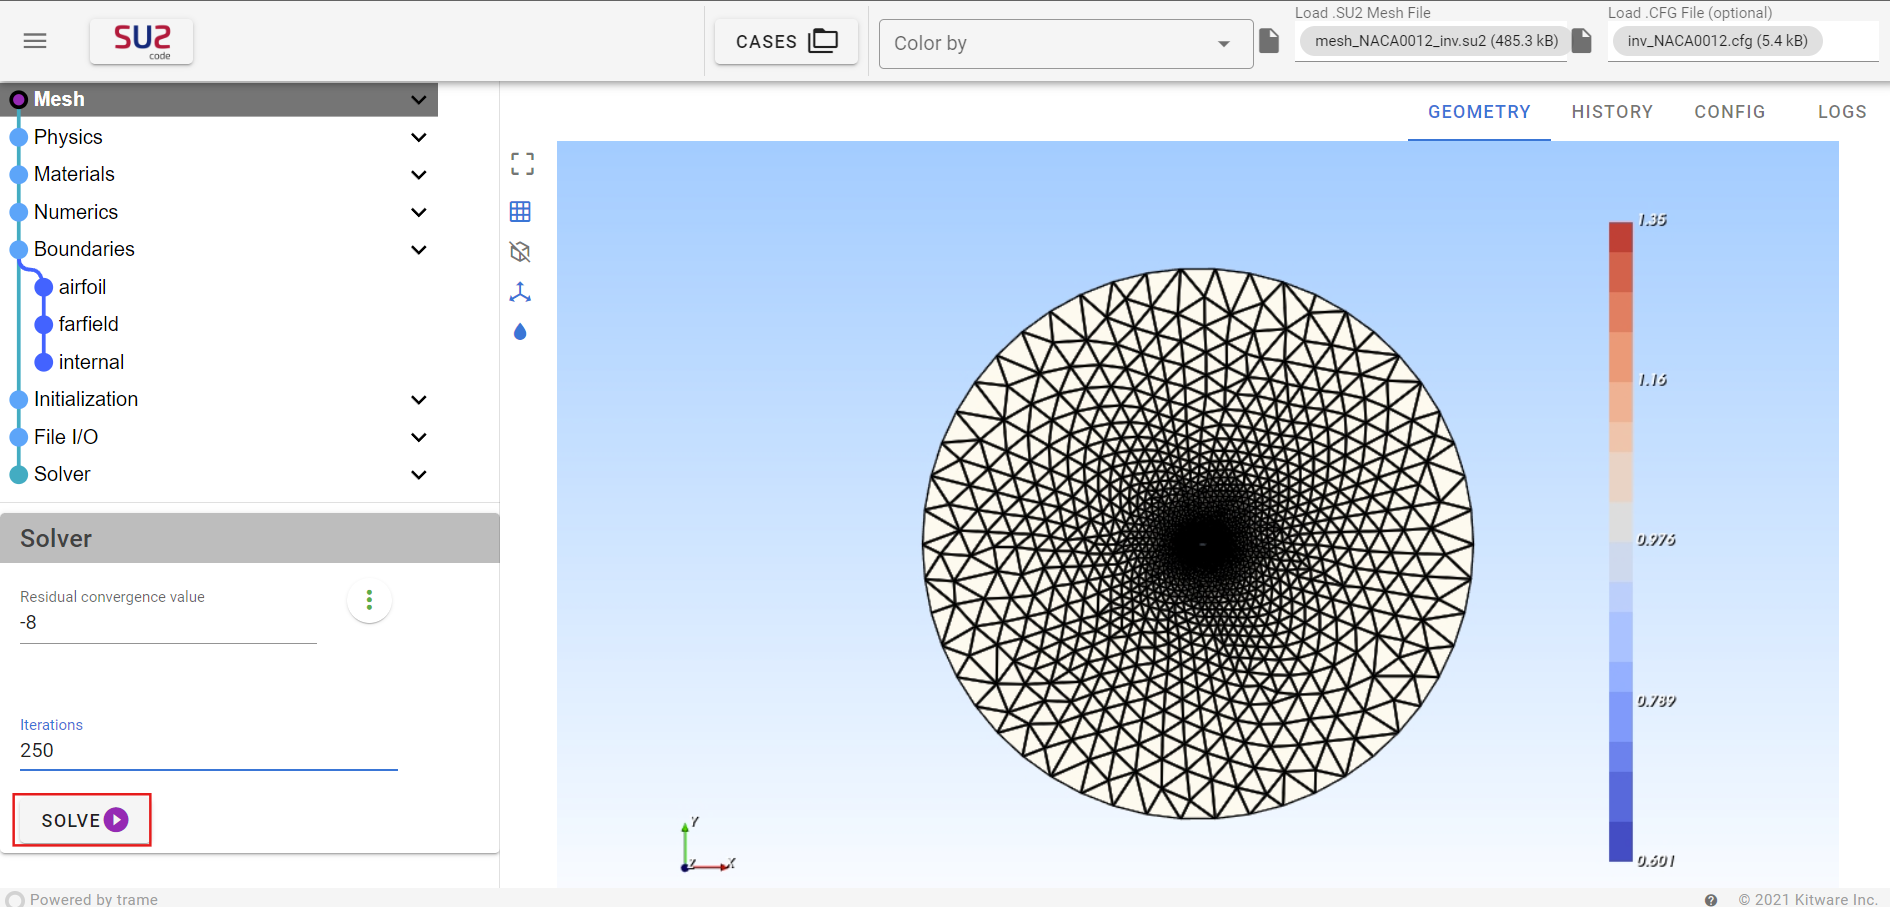 SU2
code
CASES
Color by
Load .SU2 Mesh File
mesh_NACA0012_inv.su2 (485.3 kB)
Load .CFG File (optional)
inv_NACA0012.cfg (5.4 kB)
Mesh
Physics
Materials
Numerics
Boundaries
airfoil
farfield
internal
Initialization
File I/O
Solver
Solver
Residual convergence value
-8
Iterations
250
SOLVE
GEOMETRY
HISTORY
CONFIG
LOGS
1.35
1.16
0.976
0.789
0.601
Y
Z
X
Powered by trame
? © 2021 Kitware Inc.